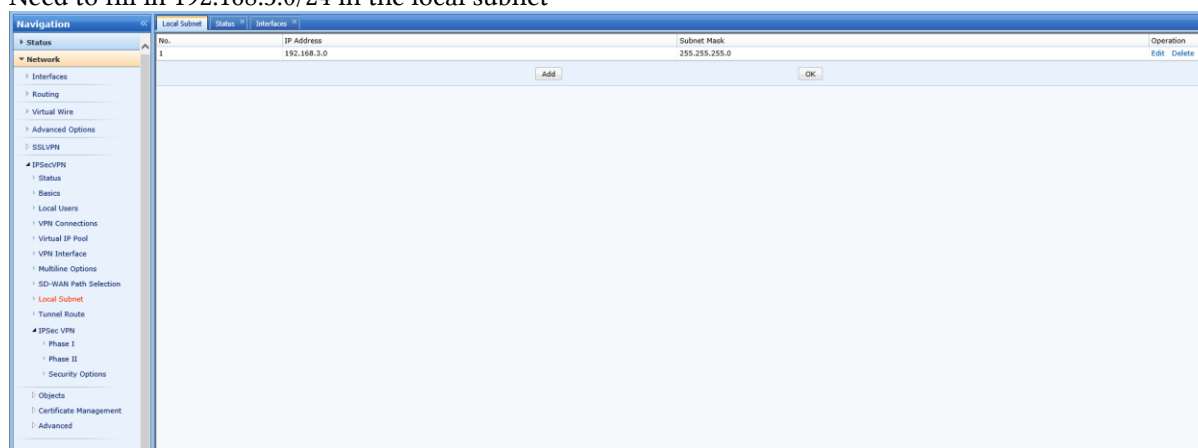 Need to fill in 192.168.3.0/24 in the local subnet
Navigation
Status
Network
Interfaces
Routing
Virtual Wire
Advanced Options
SSLVPN
IPSecVPN
Status
Basics
Local Users
VPN Connections
Virtual IP Pool
VPN Interface
Multiline Options
SD-WAN Path Selection
Local Subnet
Tunnel Route
IPSec VPN
Phase I
Phase II
Security Options
Objects
Certificate Management
Advanced
Local Subnet Status Interfaces
No. IP Address Subnet Mask Operation
1 192.168.3.0 255.255.255.0 Edit Delete
Add OK